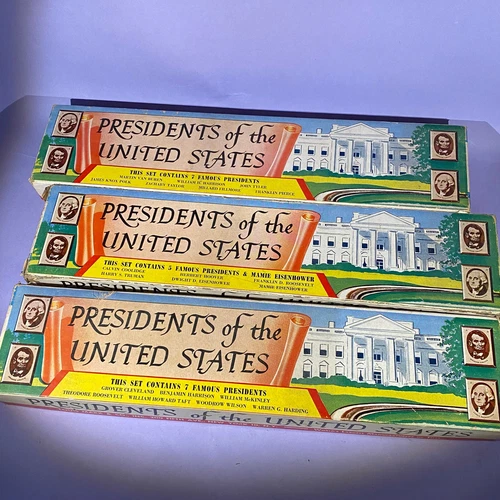 PRESIDENTS of the
UNITED STATES
THIS SET CONTAINS 7 FAMOUS PRESIDENTS
MARTIN VAN BUREN WILLIAM H. HARRISON JOHN TYLER
JAMES KNOX POLK ZACHARY TAYLOR MILLARD FILLMORE FRANKLIN PIERCE
PRESIDENTS of the
UNITED STATES
THIS SET CONTAINS 5 FAMOUS PRESIDENTS & MAMIE EISENHOWER
CALVIN COOLIDGE HERBERT HOOVER FRANKLIN D. ROOSEVELT
HARRY S. TRUMAN DWIGHT D. EISENHOWER MAMIE EISENHOWER
PRESIDENTS of the
UNITED STATES
THIS SET CONTAINS 7 FAMOUS PRESIDENTS
GROVER CLEVELAND BENJAMIN HARRISON WILLIAM McKINLEY
THEODORE ROOSEVELT WILLIAM HOWARD TAFT WOODROW WILSON WARREN G. HARDING
PRESIDENTS of the UNITED STATES